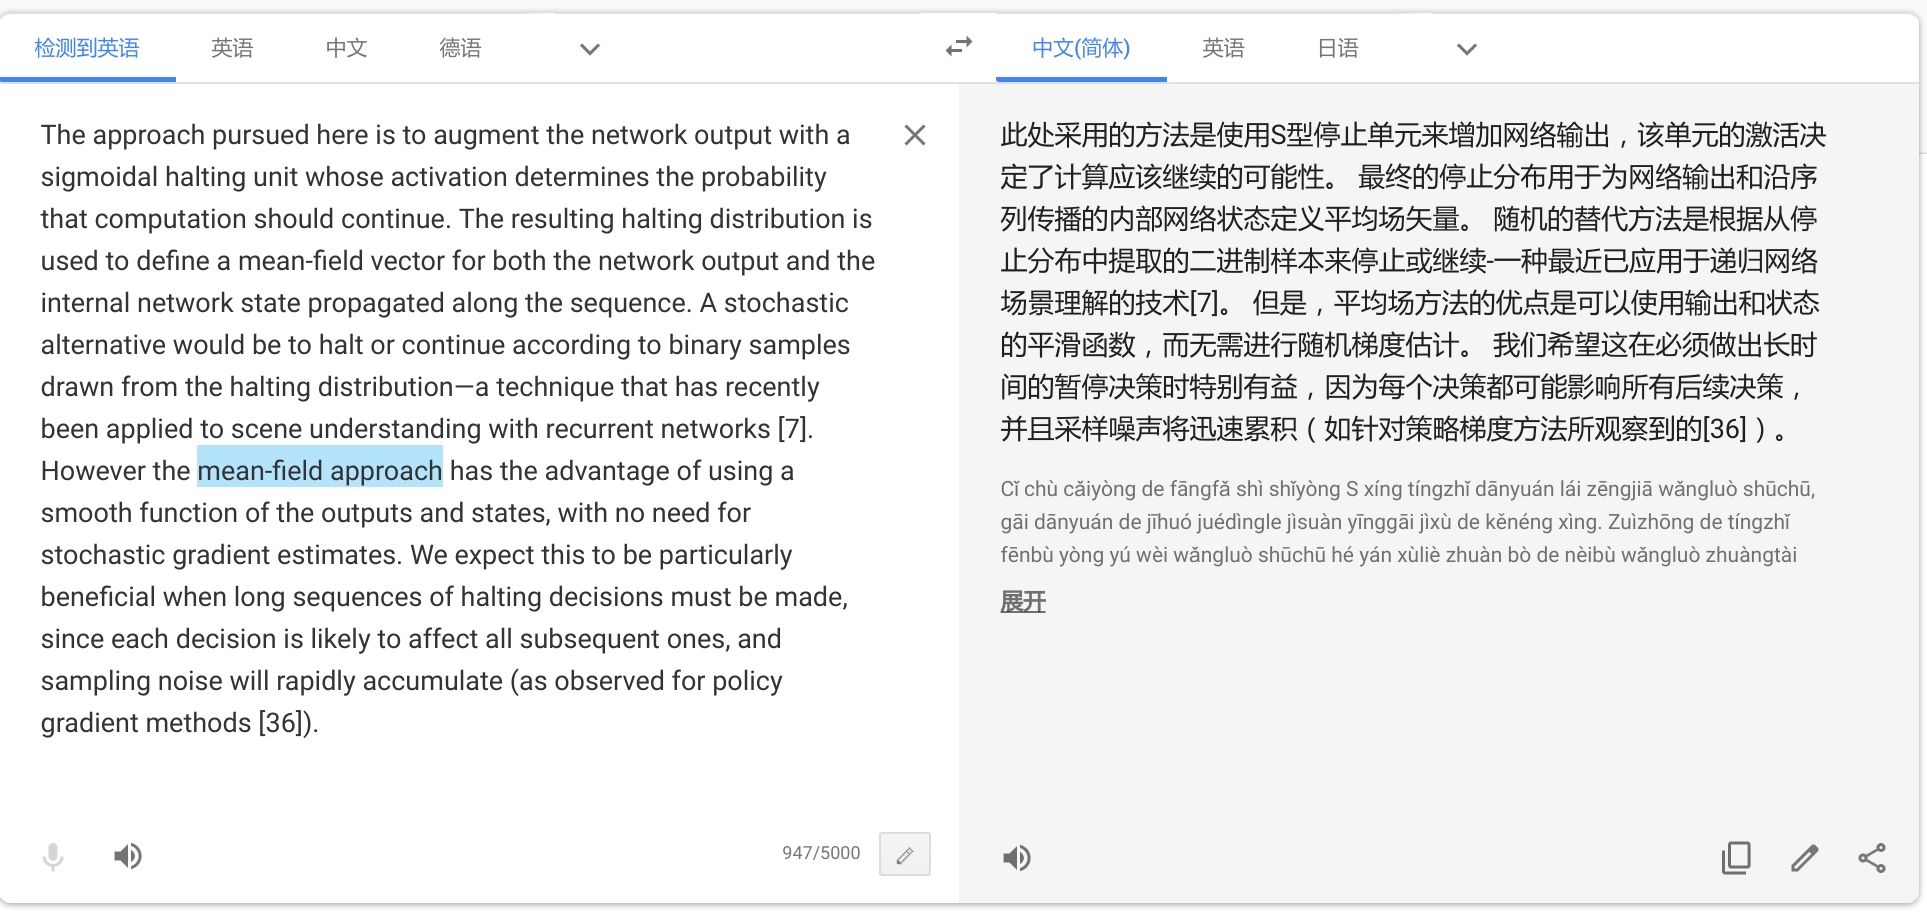 检测到英语 英语 中文 德语 中文(简体) 英语 日语
The approach pursued here is to augment the network output with a
sigmoidal halting unit whose activation determines the probability
that computation should continue. The resulting halting distribution is
used to define a mean-field vector for both the network output and the
internal network state propagated along the sequence. A stochastic
alternative would be to halt or continue according to binary samples
drawn from the halting distribution—a technique that has recently
been applied to scene understanding with recurrent networks [7].
However the mean-field approach has the advantage of using a
smooth function of the outputs and states, with no need for
stochastic gradient estimates. We expect this to be particularly
beneficial when long sequences of halting decisions must be made,
since each decision is likely to affect all subsequent ones, and
sampling noise will rapidly accumulate (as observed for policy
gradient methods [36]).
947/5000
此处采用的方法是使用S型停止单元来增加网络输出，该单元的激活决
定了计算应该继续的可能性。 最终的停止分布用于为网络输出和沿序
列传播的内部网络状态定义平均场矢量。 随机的替代方法是根据从停
止分布中提取的二进制样本来停止或继续-一种最近已应用于递归网络
场景理解的技术[7]。 但是，平均场方法的优点是可以使用输出和状态
的平滑函数，而无需进行随机梯度估计。 我们希望这在必须做出长时
间的暂停决策时特别有益，因为每个决策都可能影响所有后续决策，
并且采样噪声将迅速累积（如针对策略梯度方法所观察到的[36]）。
Cǐ chù cǎiyòng de fāngfǎ shì shǐyòng S xíng tíngzhǐ dānyuán lái zēngjiā wǎngluò shūchū,
gāi dānyuán de jīhuó juédìngle jìsuàn yīnggāi jìxù de kěnéng xìng. Zuìzhōng de tíngzhǐ
fēnbù yòng yú wèi wǎngluò shūchū hé yán xùliè zhuàn bò de nèibù wǎngluò zhuàngtài
展开